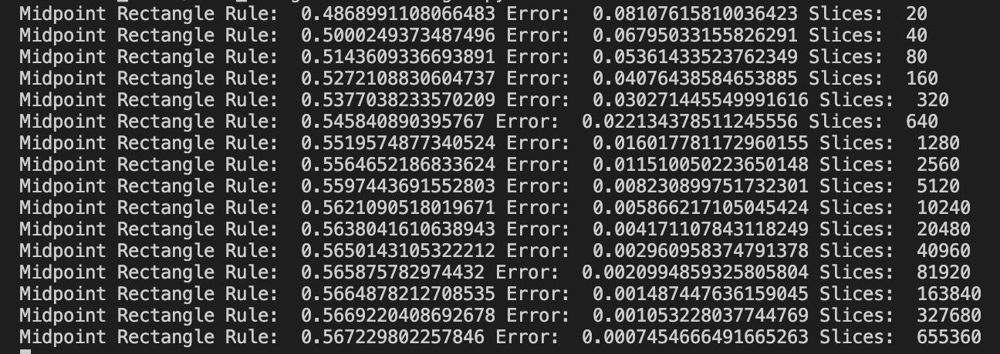 Midpoint Rectangle Rule:  0.4868991108066483 Error:  0.08107615810036423 Slices:  20
Midpoint Rectangle Rule:  0.5000249373487496 Error:  0.06795033155826291 Slices:  40
Midpoint Rectangle Rule:  0.5143609336693891 Error:  0.05361433523762349 Slices:  80
Midpoint Rectangle Rule:  0.5272108830604737 Error:  0.04076438584653885 Slices:  160
Midpoint Rectangle Rule:  0.5377038233570209 Error:  0.030271445549991616 Slices:  320
Midpoint Rectangle Rule:  0.545840890395767 Error:  0.022134378511245556 Slices:  640
Midpoint Rectangle Rule:  0.5519574877340524 Error:  0.016017781172960155 Slices:  1280
Midpoint Rectangle Rule:  0.5564652186833624 Error:  0.011510050223650148 Slices:  2560
Midpoint Rectangle Rule:  0.5597443691552803 Error:  0.008230899751732301 Slices:  5120
Midpoint Rectangle Rule:  0.5621090518019671 Error:  0.005866217105045424 Slices:  10240
Midpoint Rectangle Rule:  0.5638041610638943 Error:  0.004171107843118249 Slices:  20480
Midpoint Rectangle Rule:  0.5650143105322212 Error:  0.002960958374791378 Slices:  40960
Midpoint Rectangle Rule:  0.565875782974432 Error:  0.0020994859325805804 Slices:  81920
Midpoint Rectangle Rule:  0.5664878212708535 Error:  0.001487447636159045 Slices:  163840
Midpoint Rectangle Rule:  0.5669220408692678 Error:  0.001053228037744769 Slices:  327680
Midpoint Rectangle Rule:  0.567229802257846 Error:  0.0007454666491665263 Slices:  655360